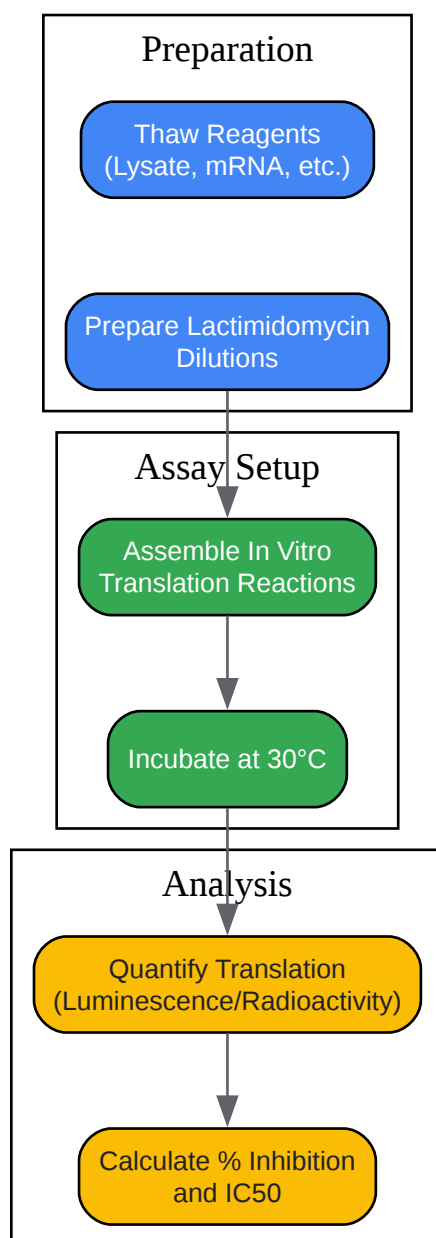 Preparation
Thaw Reagents
(Lysate, mRNA, etc.)
Prepare Lactimidomycin
Dilutions
Assay Setup
Assemble In Vitro
Translation Reactions
Incubate at 30°C
Analysis
Quantify Translation
(Luminescence/Radioactivity)
Calculate % Inhibition
and IC50